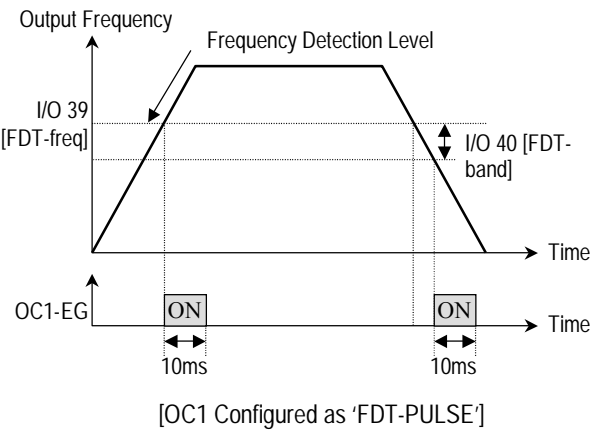 Output Frequency
Frequency Detection Level
I/O 39
[FDT-freq]
I/O 40 [FDT-
band]
Time
OC1-EG
ON
ON
Time
10ms
10ms
[OC1 Configured as ‘FDT-PULSE’]